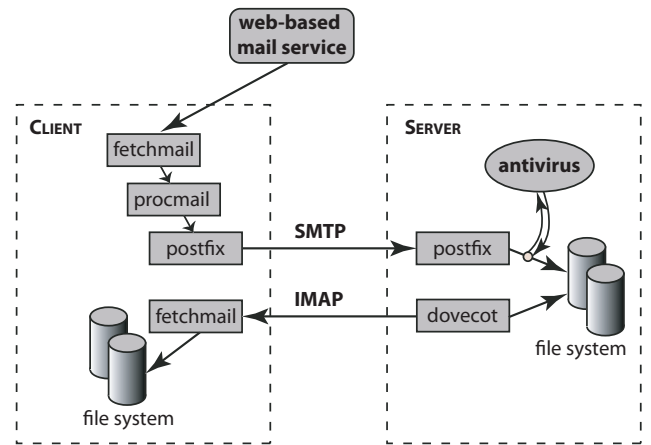 web-based
mail service
CLIENT
fetchmail
procmail
postfix
SMTP
IMAP
fetchmail
file system
SERVER
antivirus
postfix
dovecot
file system